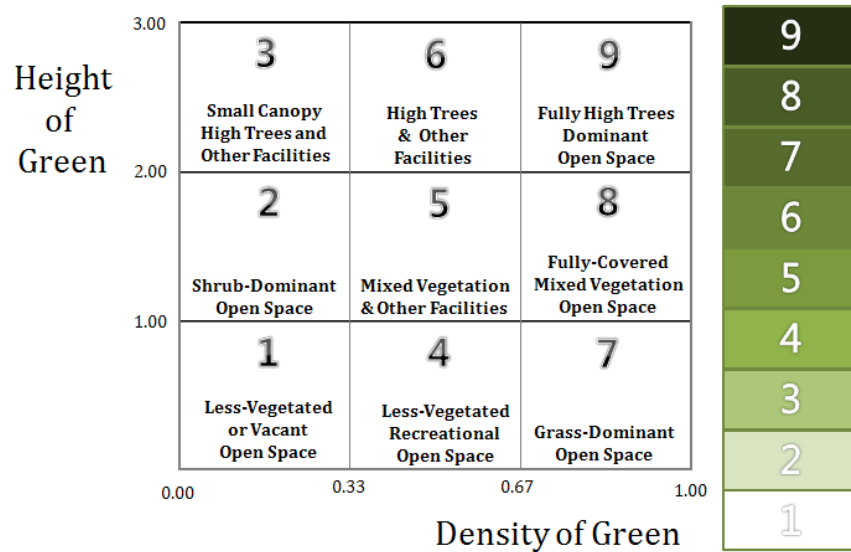 3.00
3
6
9
Height
of
Green
Small Canopy
High Trees and
Other Facilities
High Trees
& Other
Facilities
Fully High Trees
Dominant
Open Space
2.00
2
5
8
Shrub-Dominant
Open Space
Mixed Vegetation
& Other Facilities
Fully-Covered
Mixed Vegetation
Open Space
1.00
1
4
7
Less-Vegetated
or Vacant
Open Space
Less-Vegetated
Recreational
Open Space
Grass-Dominant
Open Space
0.00
0.33
0.67
1.00
Density of Green
9
8
7
6
5
4
3
2
1